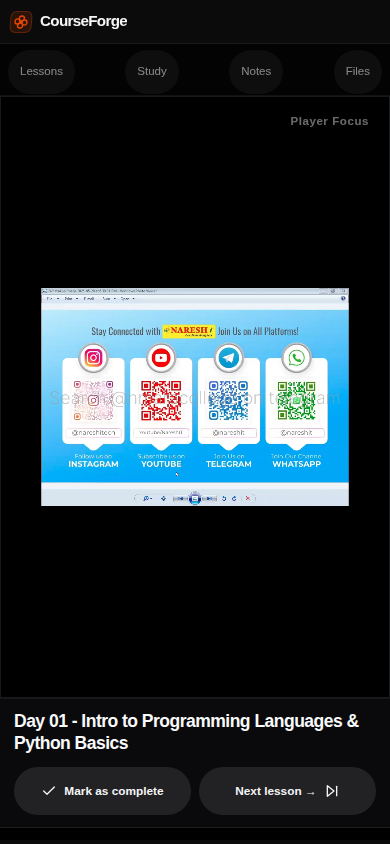 CourseForge
Lessons
Study
Notes
Files
Player Focus
Stay Connected with NARESH i Join Us on All Platforms!
@nareshitech
@nareshit
@nareshit
Follow us on
Subscribe us on
Join Us on
Join Our Channe
INSTAGRAM
YOUTUBE
TELEGRAM
WHATSAPP
Day 01 - Intro to Programming Languages &
Python Basics
Mark as complete
Next lesson →